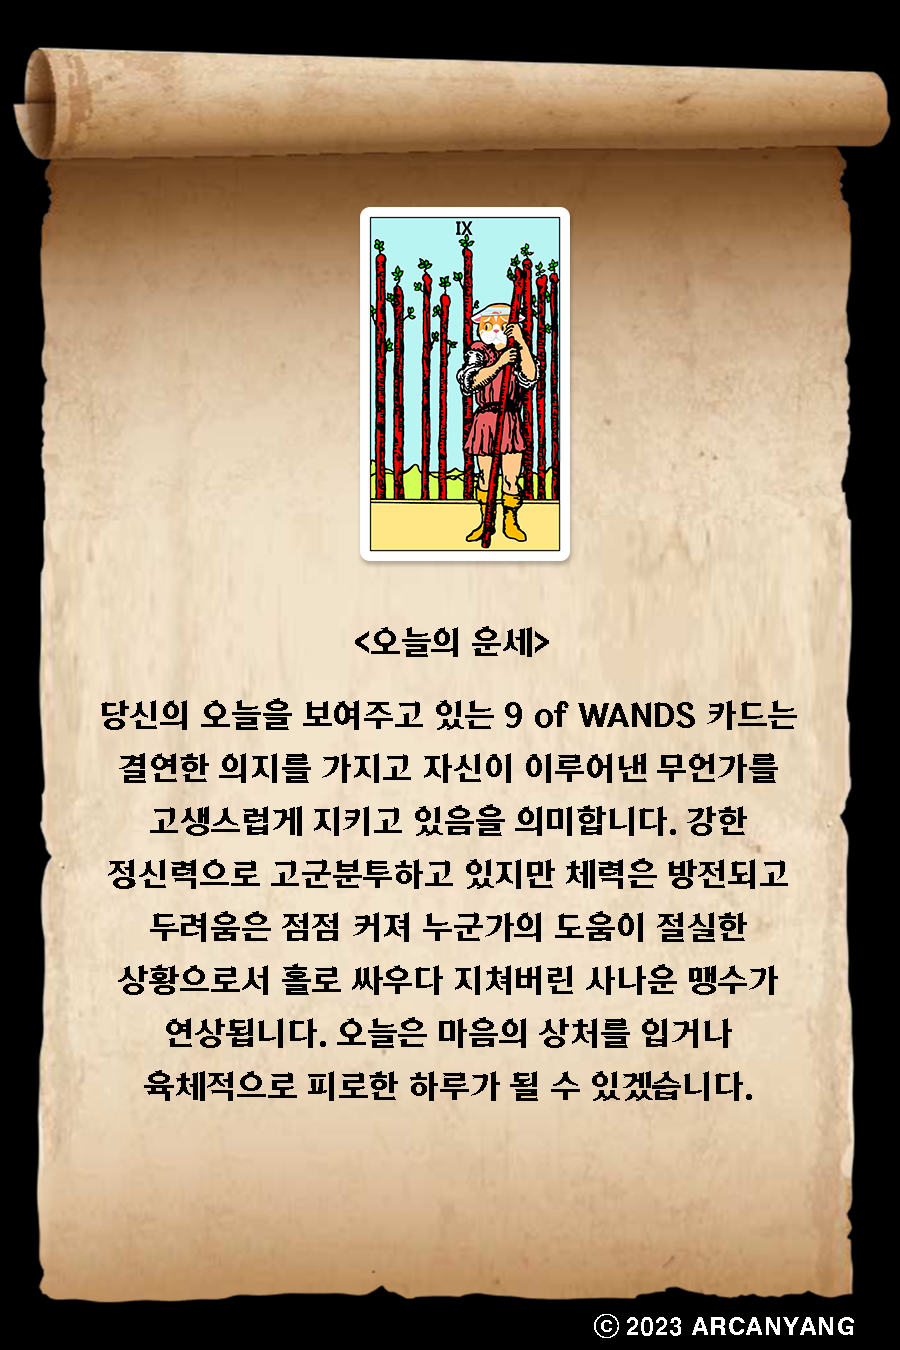 IX
<오늘의 운세>
당신의 오늘을 보여주고 있는 9 of WANDS 카드는
결연한 의지를 가지고 자신이 이루어낸 무언가를
고생스럽게 지키고 있음을 의미합니다. 강한
정신력으로 고군분투하고 있지만 체력은 방전되고
두려움은 점점 커져 누군가의 도움이 절실한
상황으로서 홀로 싸우다 지쳐버린 사나운 맹수가
연상됩니다. 오늘은 마음의 상처를 입거나
육체적으로 피로한 하루가 될 수 있겠습니다.
ⓒ 2023 ARCANYANG